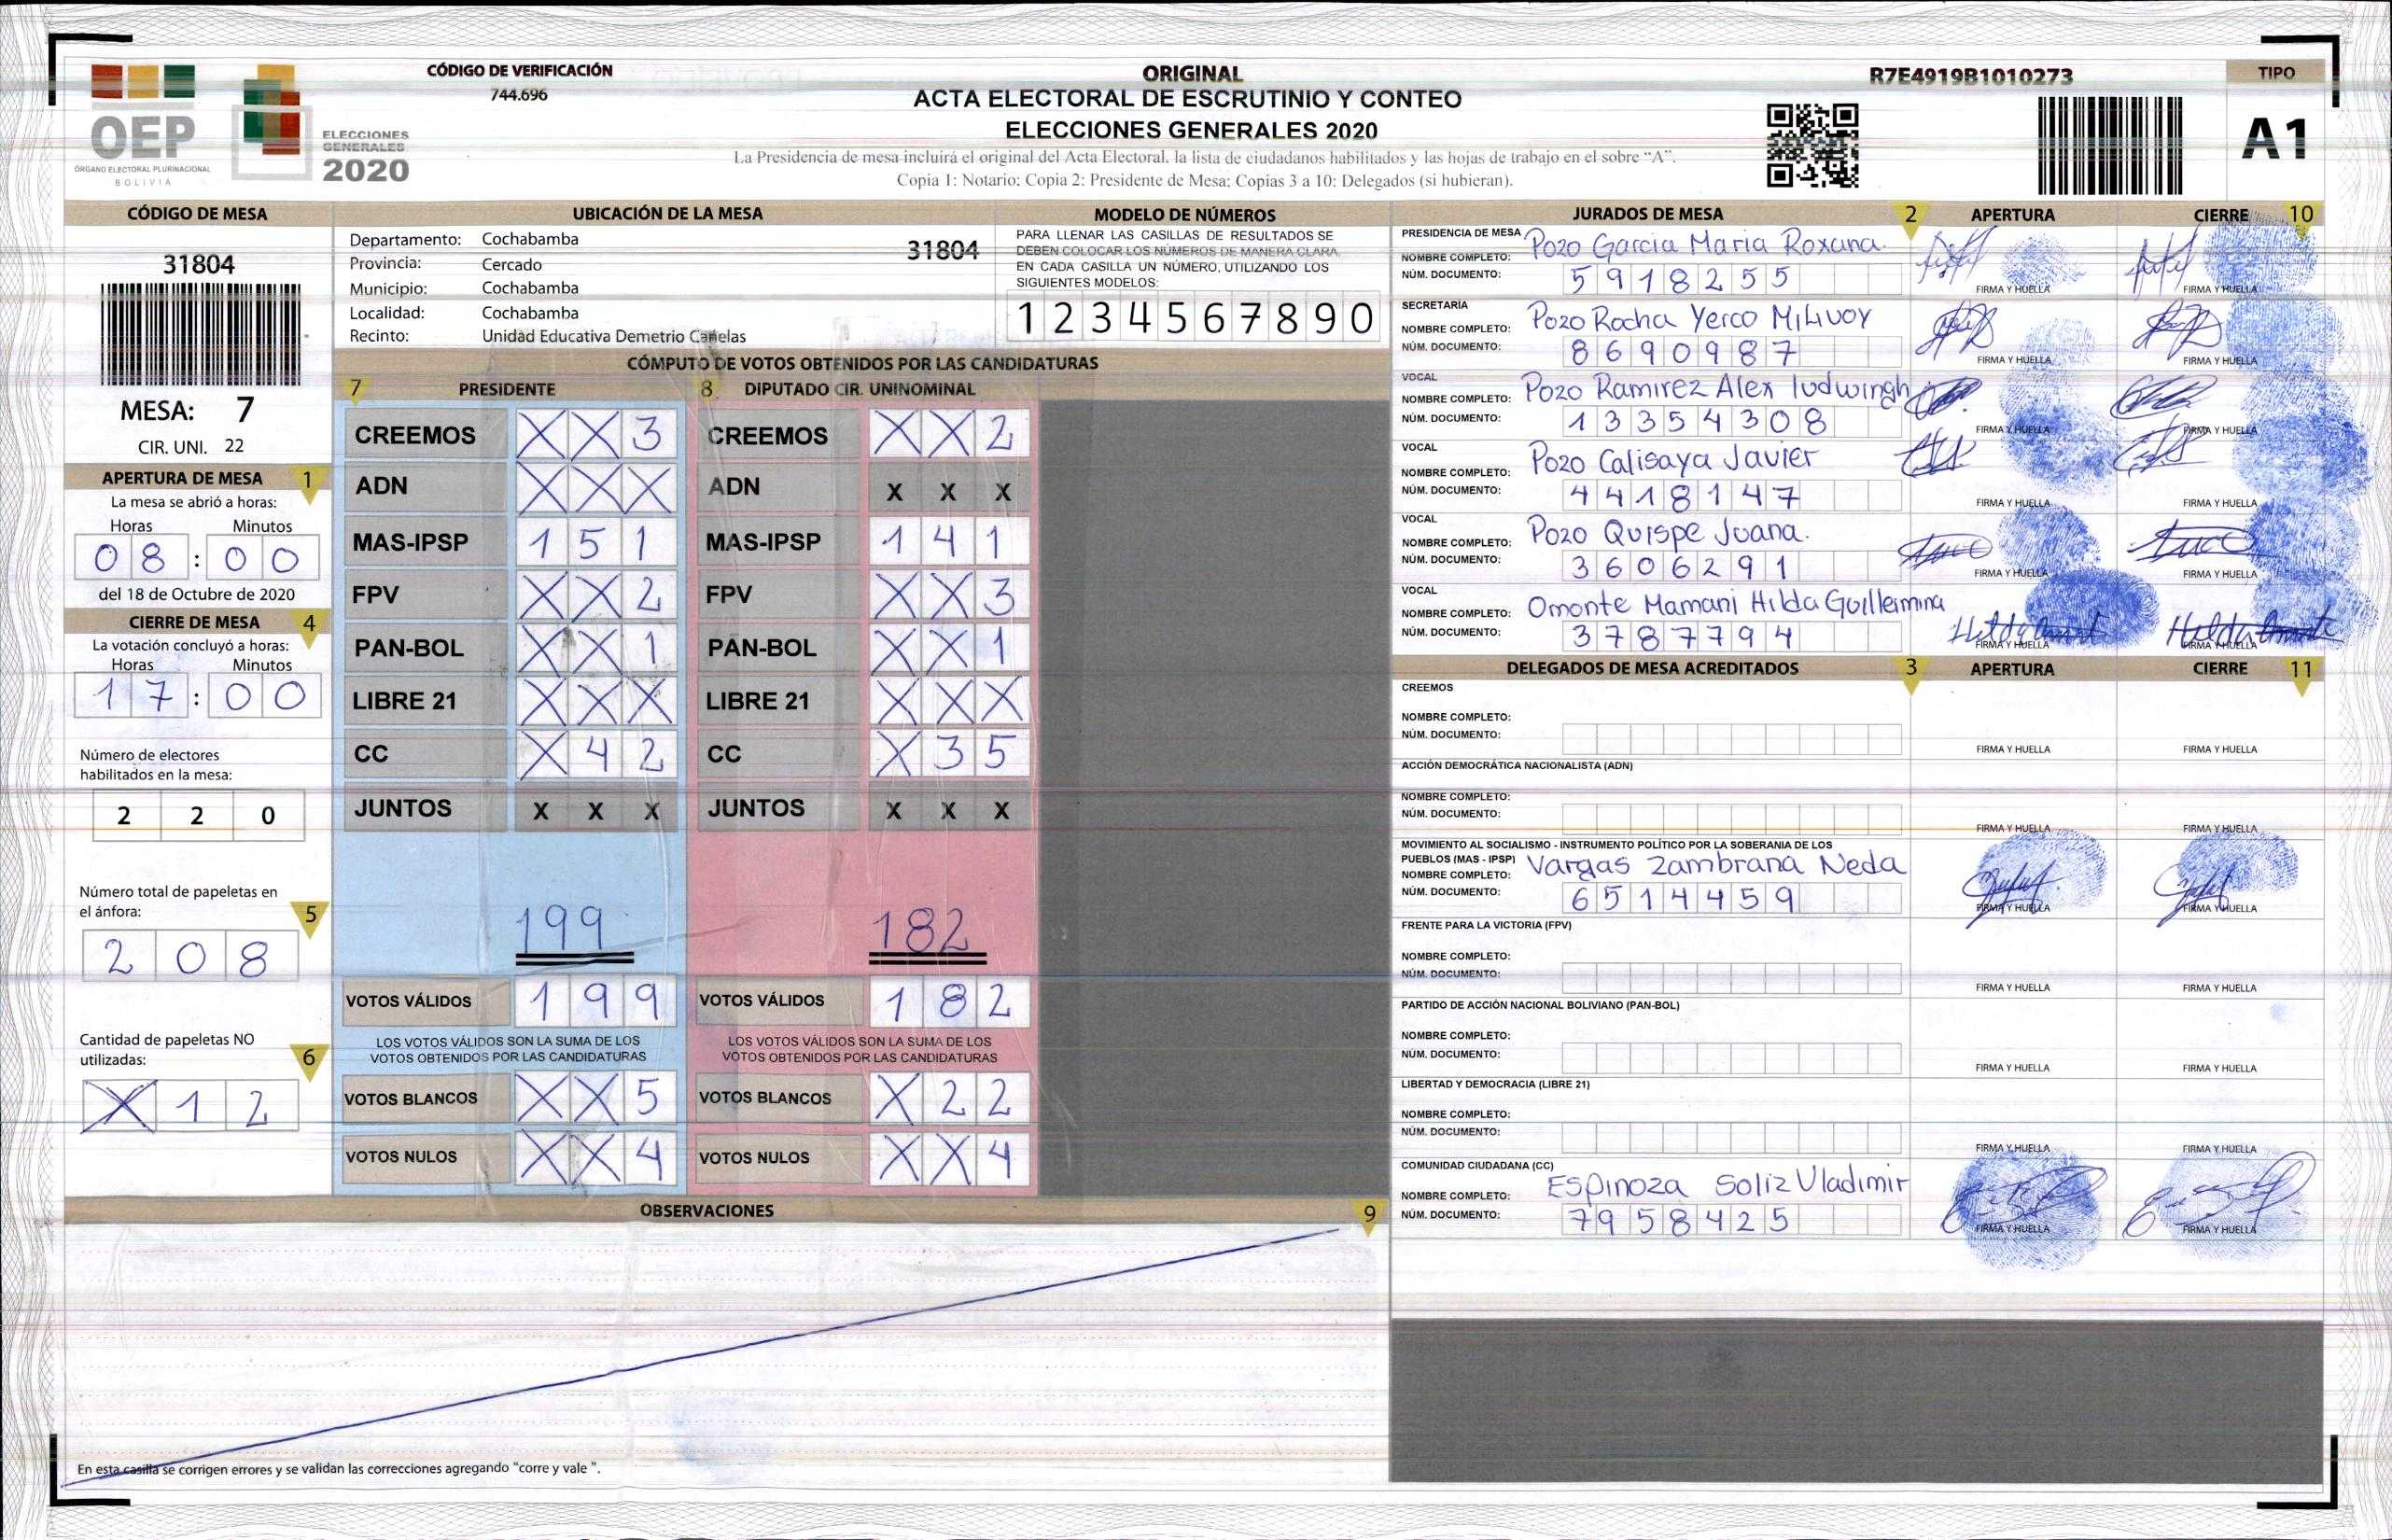 OEP
ÓRGANO ELECTORAL PLURINACIONAL
BOLIVIA
ELECCIONES
GENERALES
2020
CÓDIGO DE VERIFICACIÓN
744.696
ORIGINAL
ACTA ELECTORAL DE ESCRUTINIO Y CONTEO
ELECCIONES GENERALES 2020
La Presidencia de mesa incluirá el original del Acta Electoral, la lista de ciudadanos habilitados y las hojas de trabajo en el sobre “A”.
Copia 1: Notario; Copia 2: Presidente de Mesa; Copias 3 a 10: Delegados (si hubieran).
R7E4919B1010273
TIPO
A1
CÓDIGO DE MESA
31804
MESA: 7
CIR. UNI. 22
APERTURA DE MESA 1
La mesa se abrió a horas:
Horas Minutos
08 : 00
del 18 de Octubre de 2020
CIERRE DE MESA 4
La votación concluyó a horas:
Horas Minutos
17 : 00
Número de electores
habilitados en la mesa:
2 2 0
Número total de papeletas en
el ánfora: 5
2 0 8
Cantidad de papeletas NO
utilizadas: 6
X 1 2
UBICACIÓN DE LA MESA
Departamento: Cochabamba 31804
Provincia: Cercado
Municipio: Cochabamba
Localidad: Cochabamba
Recinto: Unidad Educativa Demetrio Canelas
MODELO DE NÚMEROS
PARA LLENAR LAS CASILLAS DE RESULTADOS SE
DEBEN COLOCAR LOS NÚMEROS DE MANERA CLARA,
EN CADA CASILLA UN NÚMERO, UTILIZANDO LOS
SIGUIENTES MODELOS:
1 2 3 4 5 6 7 8 9 0
CÓMPUTO DE VOTOS OBTENIDOS POR LAS CANDIDATURAS
7 PRESIDENTE 8 DIPUTADO CIR. UNINOMINAL
CREEMOS X X 3 CREEMOS X X 2
ADN X X X ADN X X X
MAS-IPSP 1 5 1 MAS-IPSP 1 4 1
FPV X X 2 FPV X X 3
PAN-BOL X X 1 PAN-BOL X X 1
LIBRE 21 X X X LIBRE 21 X X X
CC X 4 2 CC X 3 5
JUNTOS X X X JUNTOS X X X
199 182
VOTOS VÁLIDOS 1 9 9 VOTOS VÁLIDOS 1 8 2
LOS VOTOS VÁLIDOS SON LA SUMA DE LOS LOS VOTOS VÁLIDOS SON LA SUMA DE LOS
VOTOS OBTENIDOS POR LAS CANDIDATURAS VOTOS OBTENIDOS POR LAS CANDIDATURAS
VOTOS BLANCOS X X 5 VOTOS BLANCOS X 2 2
VOTOS NULOS X X 4 VOTOS NULOS X X 4
OBSERVACIONES 9
En esta casilla se corrigen errores y se validan las correcciones agregando "corre y vale ".
JURADOS DE MESA 2 APERTURA CIERRE 10
PRESIDENCIA DE MESA
NOMBRE COMPLETO: Pozo Garcia Maria Roxana.
NÚM. DOCUMENTO: 5918255
FIRMA Y HUELLA FIRMA Y HUELLA
SECRETARÍA
NOMBRE COMPLETO: Pozo Rocha Yerco Milivoy
NÚM. DOCUMENTO: 8690987
FIRMA Y HUELLA FIRMA Y HUELLA
VOCAL
NOMBRE COMPLETO: Pozo Ramirez Alex ludwingh
NÚM. DOCUMENTO: 13354308
FIRMA Y HUELLA FIRMA Y HUELLA
VOCAL
NOMBRE COMPLETO: Pozo Calisaya Javier
NÚM. DOCUMENTO: 4418147
FIRMA Y HUELLA FIRMA Y HUELLA
VOCAL
NOMBRE COMPLETO: Pozo Quispe Juana.
NÚM. DOCUMENTO: 3606291
FIRMA Y HUELLA FIRMA Y HUELLA
VOCAL
NOMBRE COMPLETO: Omonte Mamani Hilda Guillermina
NÚM. DOCUMENTO: 3787794
FIRMA Y HUELLA FIRMA Y HUELLA
DELEGADOS DE MESA ACREDITADOS 3 APERTURA CIERRE 11
CREEMOS
NOMBRE COMPLETO:
NÚM. DOCUMENTO:
FIRMA Y HUELLA FIRMA Y HUELLA
ACCIÓN DEMOCRÁTICA NACIONALISTA (ADN)
NOMBRE COMPLETO:
NÚM. DOCUMENTO:
FIRMA Y HUELLA FIRMA Y HUELLA
MOVIMIENTO AL SOCIALISMO - INSTRUMENTO POLÍTICO POR LA SOBERANIA DE LOS
PUEBLOS (MAS - IPSP)
NOMBRE COMPLETO: Vargas Zambrana Neda
NÚM. DOCUMENTO: 6514459
FIRMA Y HUELLA FIRMA Y HUELLA
FRENTE PARA LA VICTORIA (FPV)
NOMBRE COMPLETO:
NÚM. DOCUMENTO:
FIRMA Y HUELLA FIRMA Y HUELLA
PARTIDO DE ACCIÓN NACIONAL BOLIVIANO (PAN-BOL)
NOMBRE COMPLETO:
NÚM. DOCUMENTO:
FIRMA Y HUELLA FIRMA Y HUELLA
LIBERTAD Y DEMOCRACIA (LIBRE 21)
NOMBRE COMPLETO:
NÚM. DOCUMENTO:
FIRMA Y HUELLA FIRMA Y HUELLA
COMUNIDAD CIUDADANA (CC)
NOMBRE COMPLETO: Espinoza Soliz Vladimir
NÚM. DOCUMENTO: 7958425
FIRMA Y HUELLA FIRMA Y HUELLA